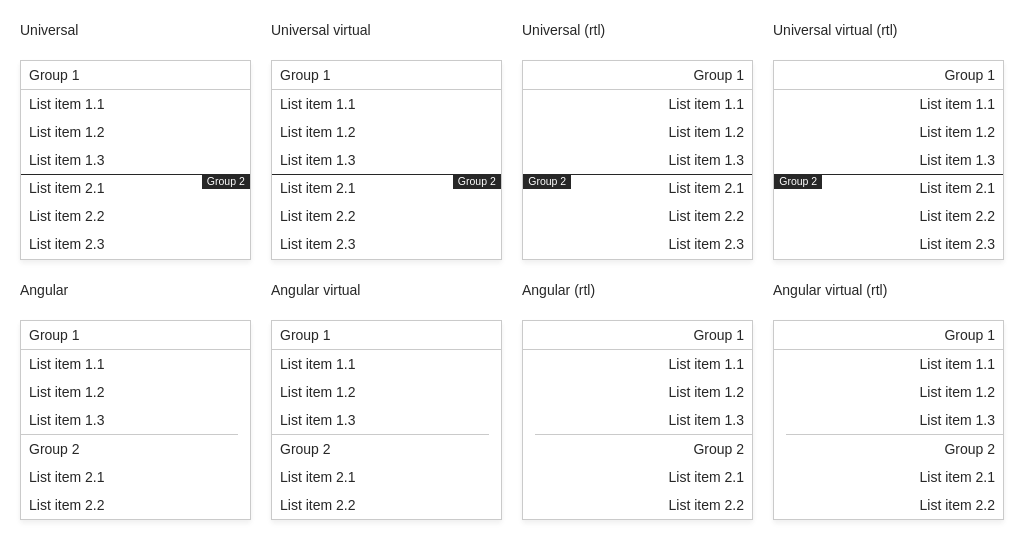 Universal
Group 1
List item 1.1
List item 1.2
List item 1.3
Group 2
List item 2.1
List item 2.2
List item 2.3
Universal virtual
Group 1
List item 1.1
List item 1.2
List item 1.3
Group 2
List item 2.1
List item 2.2
List item 2.3
Universal (rtl)
Group 1
List item 1.1
List item 1.2
List item 1.3
Group 2
List item 2.1
List item 2.2
List item 2.3
Universal virtual (rtl)
Group 1
List item 1.1
List item 1.2
List item 1.3
Group 2
List item 2.1
List item 2.2
List item 2.3
Angular
Group 1
List item 1.1
List item 1.2
List item 1.3
Group 2
List item 2.1
List item 2.2
Angular virtual
Group 1
List item 1.1
List item 1.2
List item 1.3
Group 2
List item 2.1
List item 2.2
Angular (rtl)
Group 1
List item 1.1
List item 1.2
List item 1.3
Group 2
List item 2.1
List item 2.2
Angular virtual (rtl)
Group 1
List item 1.1
List item 1.2
List item 1.3
Group 2
List item 2.1
List item 2.2